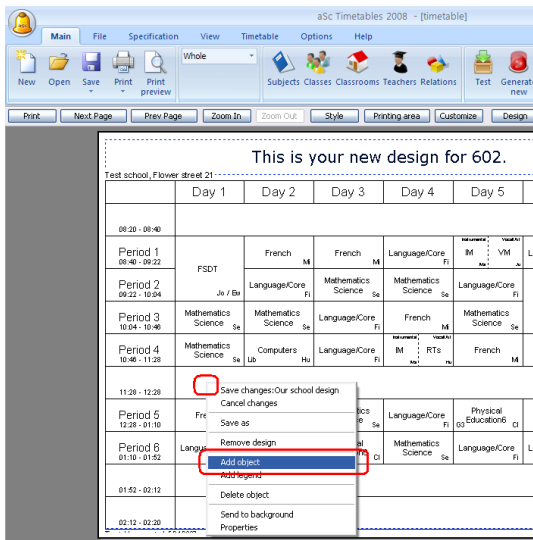 aSc Timetables 2008 - [timetable]
Main File Specification View Timetable Options Help
Whole
New Open Save Print Print preview Subjects Classes Classrooms Teachers Relations Test Generate new
Print Next Page Prev Page Zoom In Zoom Out Style Printing area Customize Design
This is your new design for 602.
Test school, Flower street 21
Day 1 Day 2 Day 3 Day 4 Day 5
08:20 - 08:40
Period 1
08:40 - 09:22
FSDT
Jo / Eu
French Mi
French Mi
Language/Core Fi
IM VM
L
Period 2
09:22 - 10:04
Language/Core Fi
Mathematics Science Se
Mathematics Science Se
Language/Core Fi
Period 3
10:04 - 10:46
Mathematics Science Se
Mathematics Science Se
Language/Core Fi
French Mi
Mathematics Science Se
Period 4
10:46 - 11:28
Mathematics Science Se
Computers
Lib Hu
Language/Core Fi
IM RTs
French Mi
11:28 - 12:28
Save changes:Our school design
Cancel changes
Save as
Remove design
Add object
Add legend
Delete object
Send to background
Properties
Period 5
12:28 - 01:10
Fre
tics
Se
Language/Core Fi
Physical Education6
G3 Cl
Period 6
01:10 - 01:52
Langu
Cl
Mathematics Science Se
Language/Core Fi
L
01:52 - 02:12
02:12 - 02:20